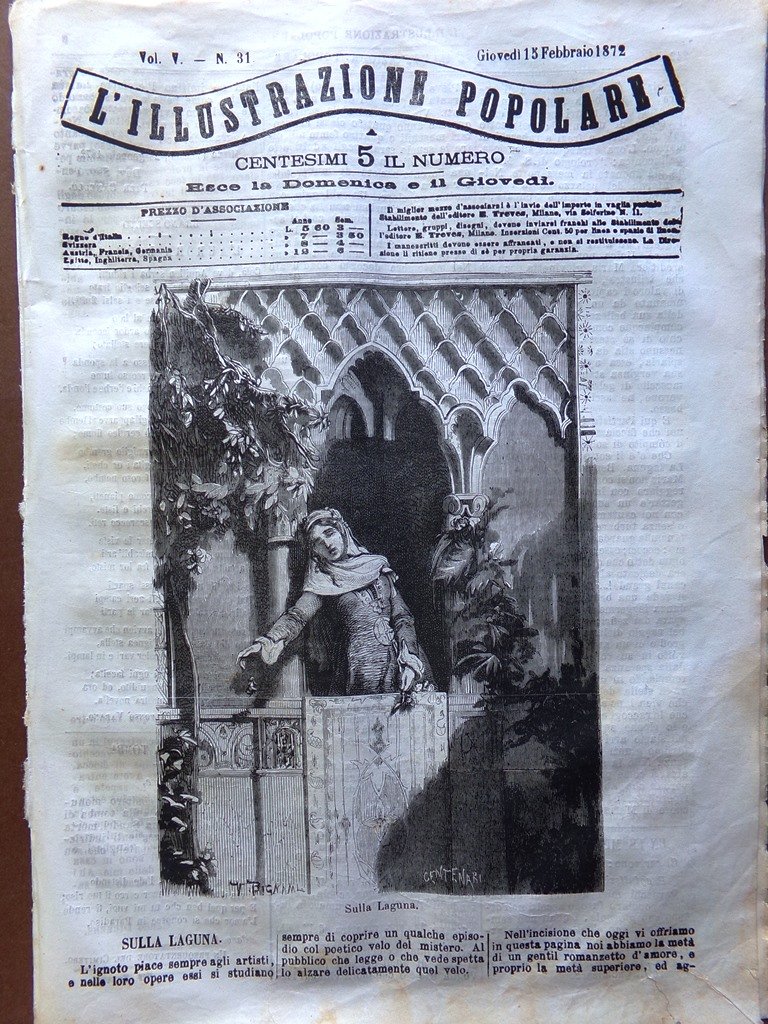 Vol. V. — N. 31
Giovedì 15 Febbraio 1872
L'ILLUSTRAZIONE POPOLARE
CENTESIMI 5 IL NUMERO
Esce la Domenica e il Giovedì.
PREZZO D'ASSOCIAZIONE
Anno Sem.
Regno d'Italia L. 5 60 3 —
Svizzera » 7 — 3 50
Austria, Francia, Germania » 8 — 4 —
Egitto, Inghilterra, Spagna » 12 — 6 —
Il miglior mezzo d'associarsi è l'invio dell'importo in vaglia postale
Stabilimento dell'editore E. Treves, Milano, via Solferino N. 11.
Lettere, gruppi, disegni, devono inviarsi franchi allo Stabilimento del-
l'editore E. Treves, Milano. Inserzioni Cent. 50 per linea o spazio di linea.
I manoscritti devono essere affrancati, e non si restituiscono. La Dire-
sione li ritiene presso di sè per propria garanzia.
CENTENARI
Sulla Laguna.
SULLA LAGUNA.
L'ignoto piace sempre agli artisti,
e nelle loro opere essi si studiano
sempre di coprire un qualche episo-
dio col poetico velo del mistero. Al
pubblico che legge o che vede spetta
lo alzare delicatamente quel velo.
Nell'incisione che oggi vi offriamo
in questa pagina noi abbiamo la metà
di un gentil romanzetto d'amore, e
proprio la metà superiore, ed ag-